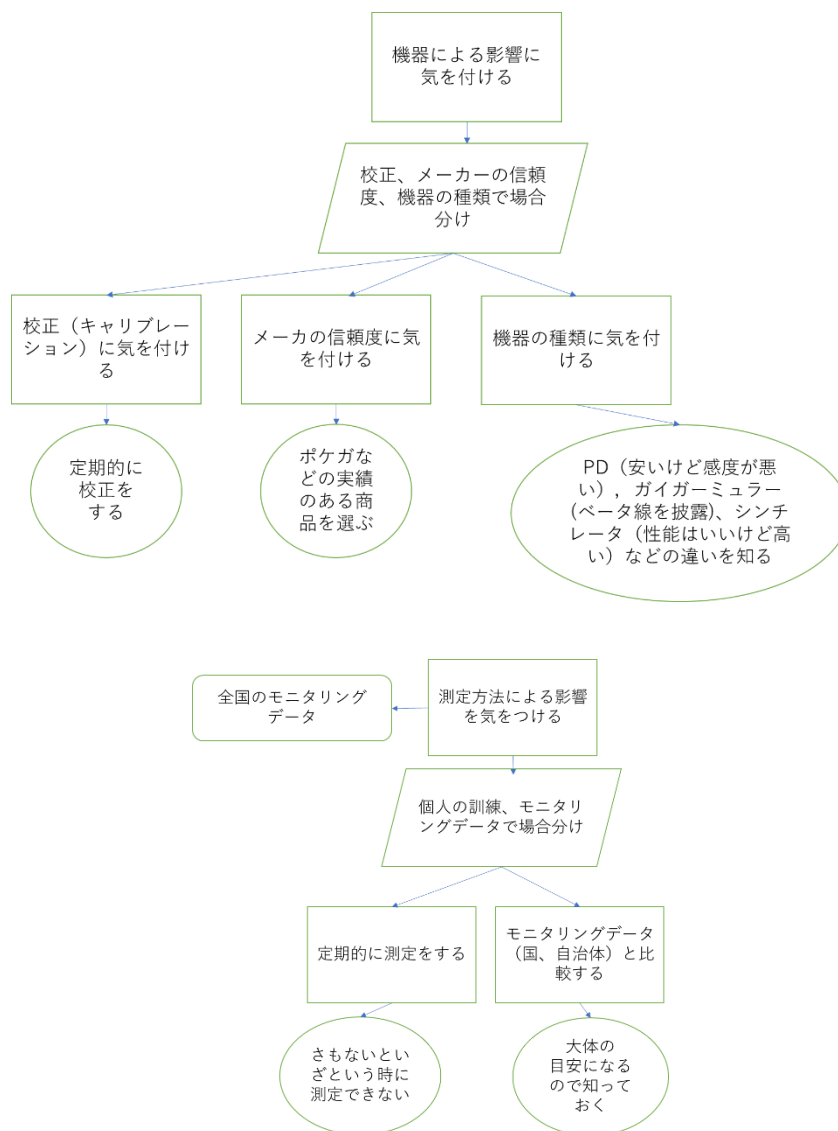 機器による影響に
気を付ける
校正、メーカーの信頼
度、機器の種類で場合
分け
校正（キャリブレー
ション）に気を付け
る
メーカの信頼度に気
を付ける
機器の種類に気を付
ける
定期的に
校正を
する
ポケガな
どの実績
のある商
品を選ぶ
PD（安いけど感度が悪
い）, ガイガーミュラー
(ベータ線を披露)、シンチ
レータ（性能はいいけど高
い）などの違いを知る
全国のモニタリング
データ
測定方法による影響
を気をつける
個人の訓練、モニタリ
ングデータで場合分け
定期的に測定をする
モニタリングデータ
（国、自治体）と比
較する
さもないとい
ざという時に
測定できない
大体の
目安になる
ので知って
おく